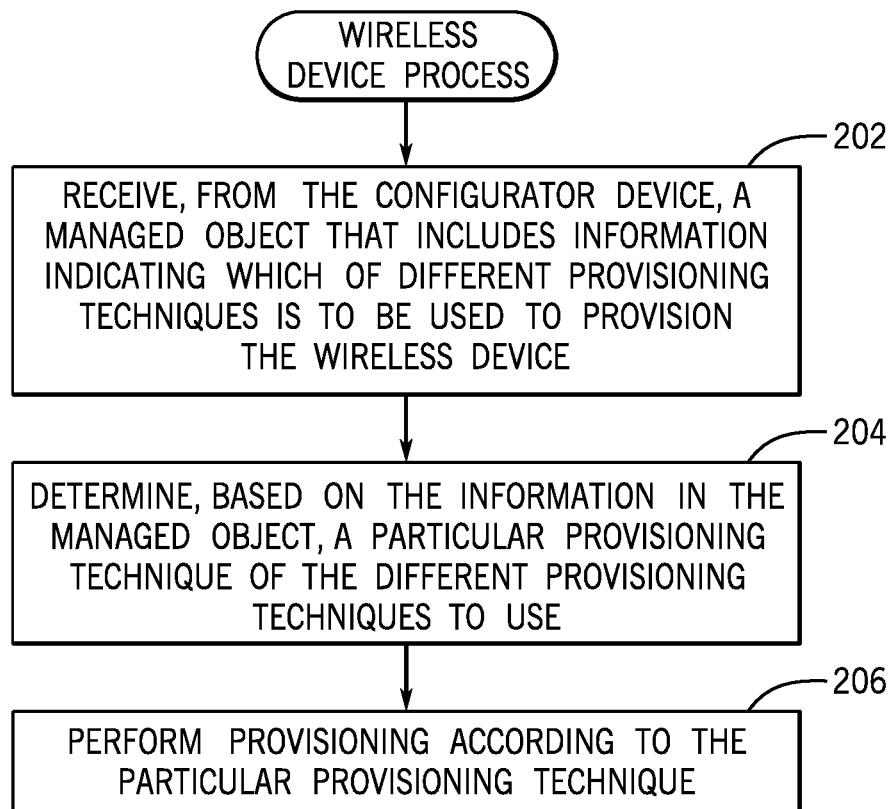 WIRELESS
DEVICE PROCESS
202
RECEIVE, FROM THE CONFIGURATOR DEVICE, A
MANAGED OBJECT THAT INCLUDES INFORMATION
INDICATING WHICH OF DIFFERENT PROVISIONING
TECHNIQUES IS TO BE USED TO PROVISION
THE WIRELESS DEVICE
204
DETERMINE, BASED ON THE INFORMATION IN THE
MANAGED OBJECT, A PARTICULAR PROVISIONING
TECHNIQUE OF THE DIFFERENT PROVISIONING
TECHNIQUES TO USE
206
PERFORM PROVISIONING ACCORDING TO THE
PARTICULAR PROVISIONING TECHNIQUE